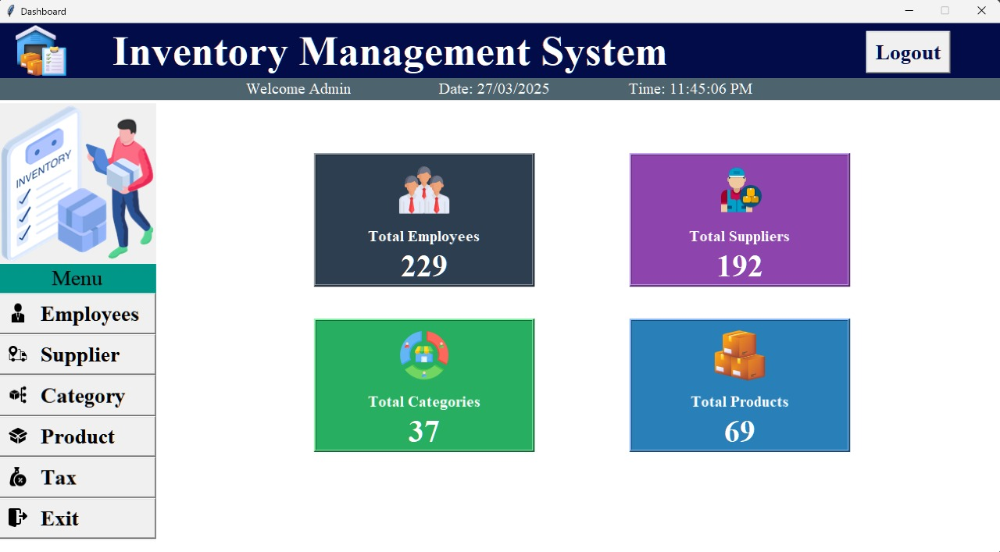 Dashboard
Inventory Management System
Logout
Welcome Admin Date: 27/03/2025 Time: 11:45:06 PM
INVENTORY
Menu
Employees
Supplier
Category
Product
Tax
Exit
Total Employees
229
Total Suppliers
192
Total Categories
37
Total Products
69